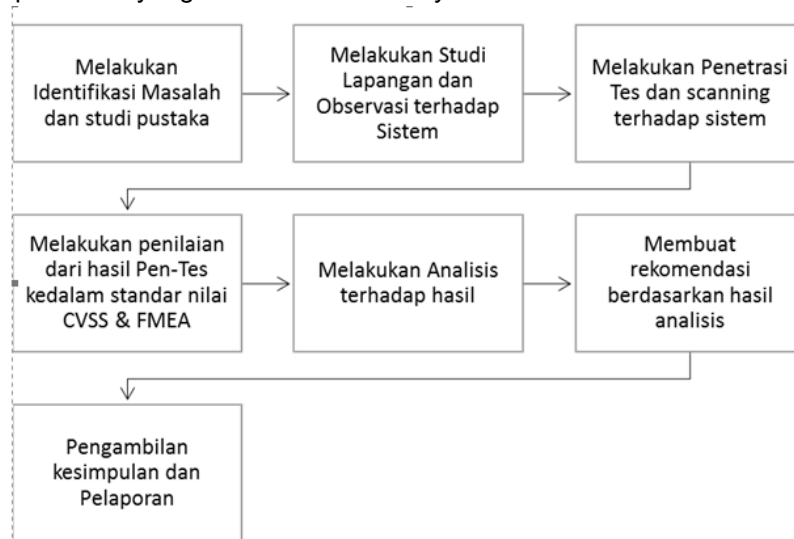 Melakukan
Identifikasi Masalah
dan studi pustaka
Melakukan Studi
Lapangan dan
Observasi terhadap
Sistem
Melakukan Penetrasi
Tes dan scanning
terhadap sistem
Melakukan penilaian
dari hasil Pen-Tes
kedalam standar nilai
CVSS & FMEA
Melakukan Analisis
terhadap hasil
Membuat
rekomendasi
berdasarkan hasil
analisis
Pengambilan
kesimpulan dan
Pelaporan